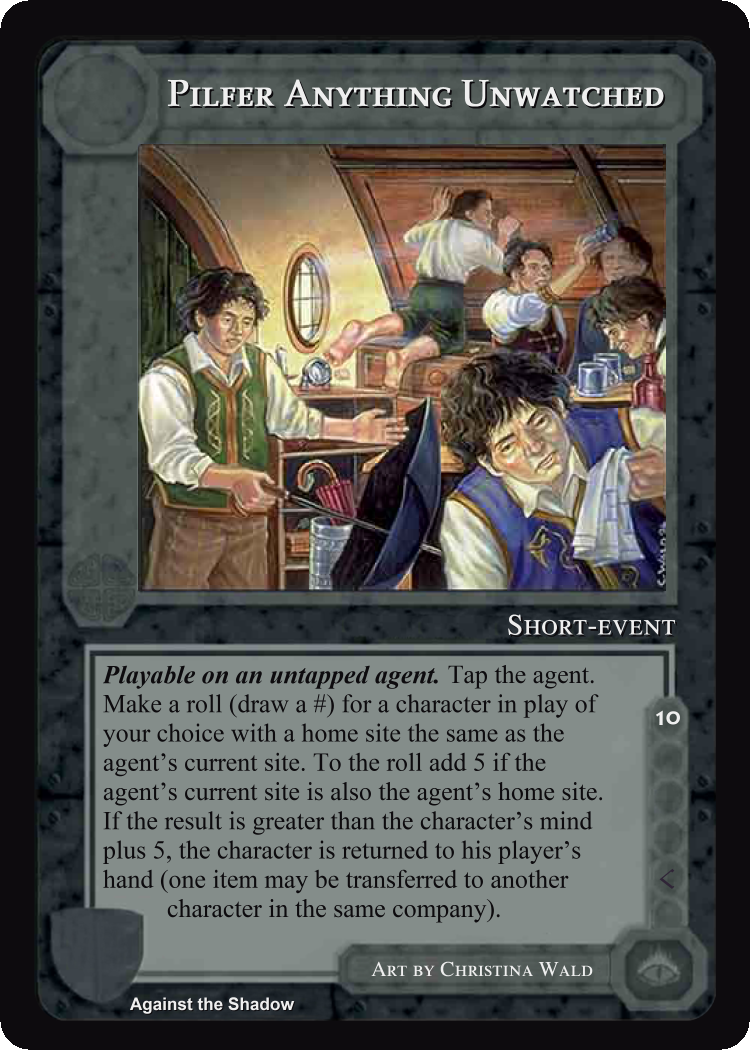 Pilfer Anything Unwatched
C. Wald
Short-event
Playable on an untapped agent. Tap the agent.
Make a roll (draw a #) for a character in play of
your choice with a home site the same as the
agent's current site. To the roll add 5 if the
agent's current site is also the agent's home site.
If the result is greater than the character's mind
plus 5, the character is returned to his player's
hand (one item may be transferred to another
character in the same company).
10
<
Art by Christina Wald
Against the Shadow